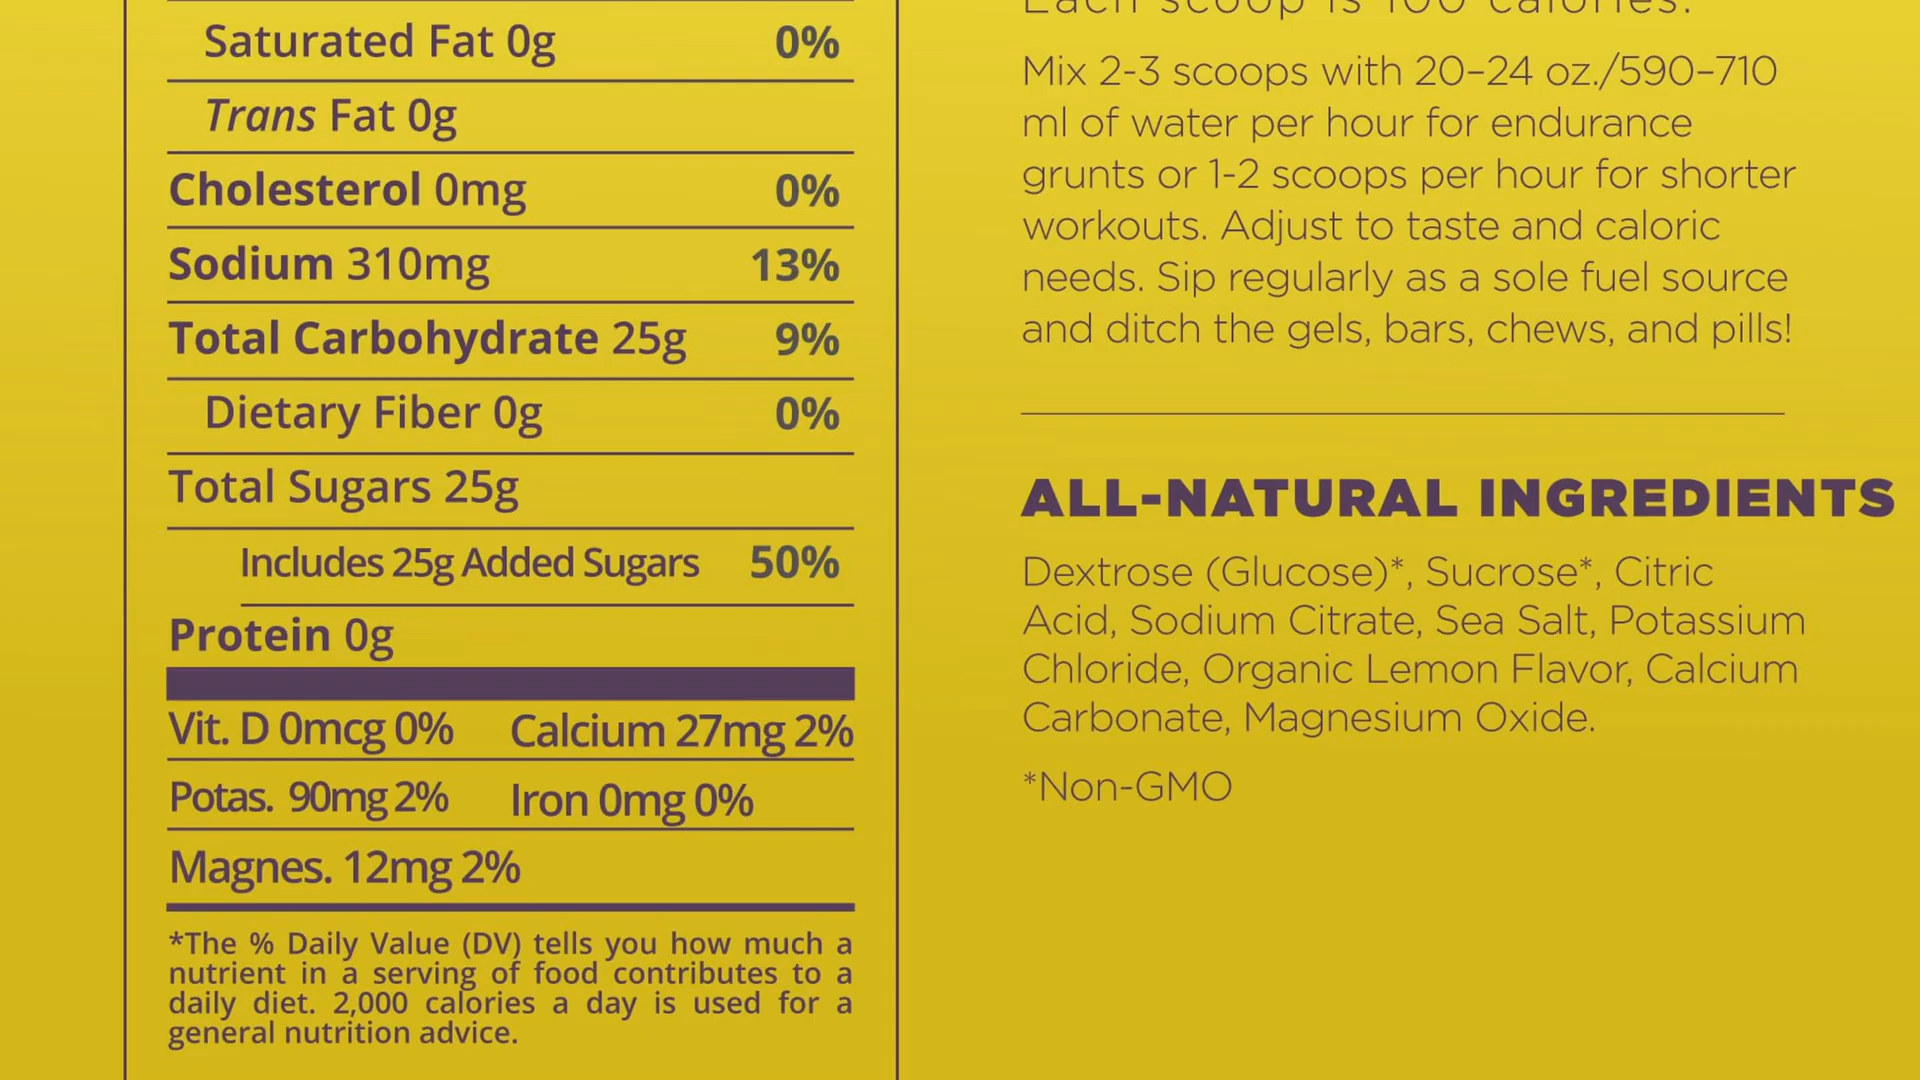 Saturated Fat 0g 0%
Trans Fat 0g
Cholesterol 0mg 0%
Sodium 310mg 13%
Total Carbohydrate 25g 9%
Dietary Fiber 0g 0%
Total Sugars 25g
Includes 25g Added Sugars 50%
Protein 0g
Vit. D 0mcg 0% Calcium 27mg 2%
Potas. 90mg 2% Iron 0mg 0%
Magnes. 12mg 2%
*The % Daily Value (DV) tells you how much a
nutrient in a serving of food contributes to a
daily diet. 2,000 calories a day is used for a
general nutrition advice.
Each scoop is 100 calories.
Mix 2-3 scoops with 20–24 oz./590–710
ml of water per hour for endurance
grunts or 1-2 scoops per hour for shorter
workouts. Adjust to taste and caloric
needs. Sip regularly as a sole fuel source
and ditch the gels, bars, chews, and pills!
ALL-NATURAL INGREDIENTS
Dextrose (Glucose)*, Sucrose*, Citric
Acid, Sodium Citrate, Sea Salt, Potassium
Chloride, Organic Lemon Flavor, Calcium
Carbonate, Magnesium Oxide.
*Non-GMO